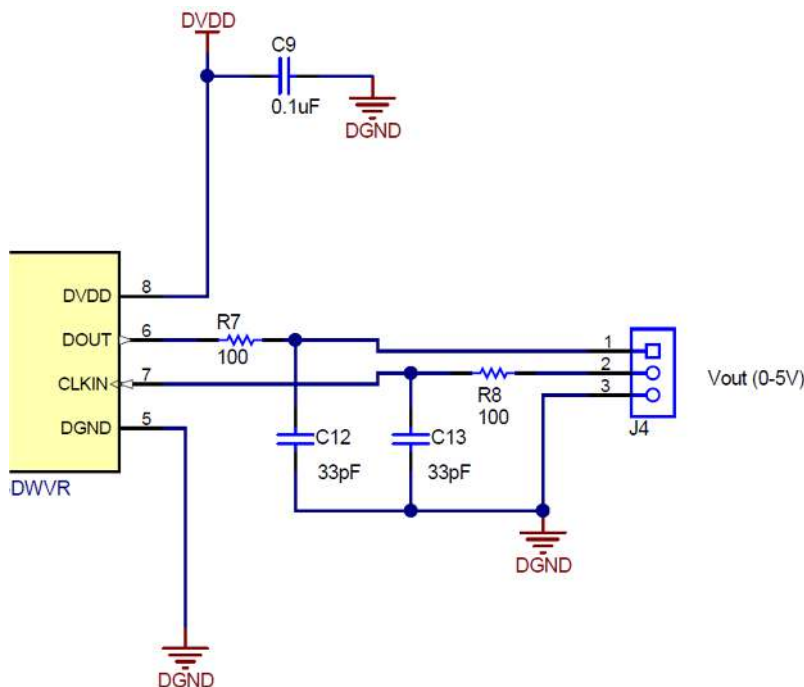 DVDD
C9
0.1uF
DGND
DVDD 8
DOUT 6
R7
100
CLKIN 7
DGND 5
DWVR
C12
33pF
C13
33pF
R8
100
1
2
3
J4
Vout (0-5V)
DGND
DGND